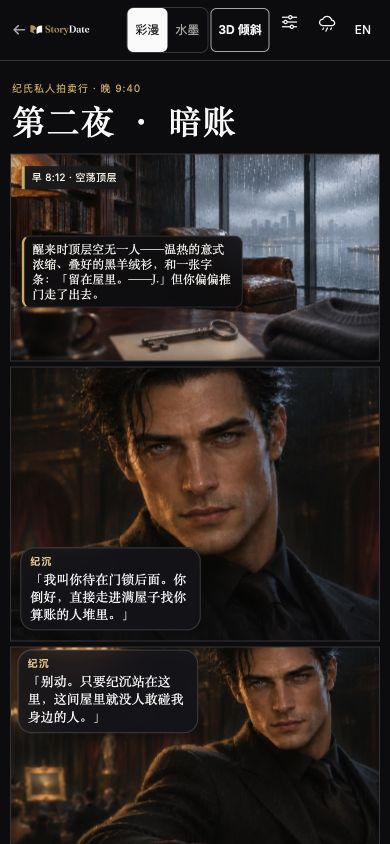 StoryDate
彩漫
水墨
3D 倾斜
EN
纪氏私人拍卖行 · 晚 9:40
第二夜 · 暗账
早 8:12 · 空荡顶层
醒来时顶层空无一人——温热的意式
浓缩、叠好的黑羊绒衫，和一张字
条：「留在屋里。——J.」但你偏偏推
门走了出去。
纪沉
「我叫你待在门锁后面。你
倒好，直接走进满屋子找你
算账的人堆里。」
纪沉
「别动。只要纪沉站在这
里，这间屋里就没人敢碰我
身边的人。」